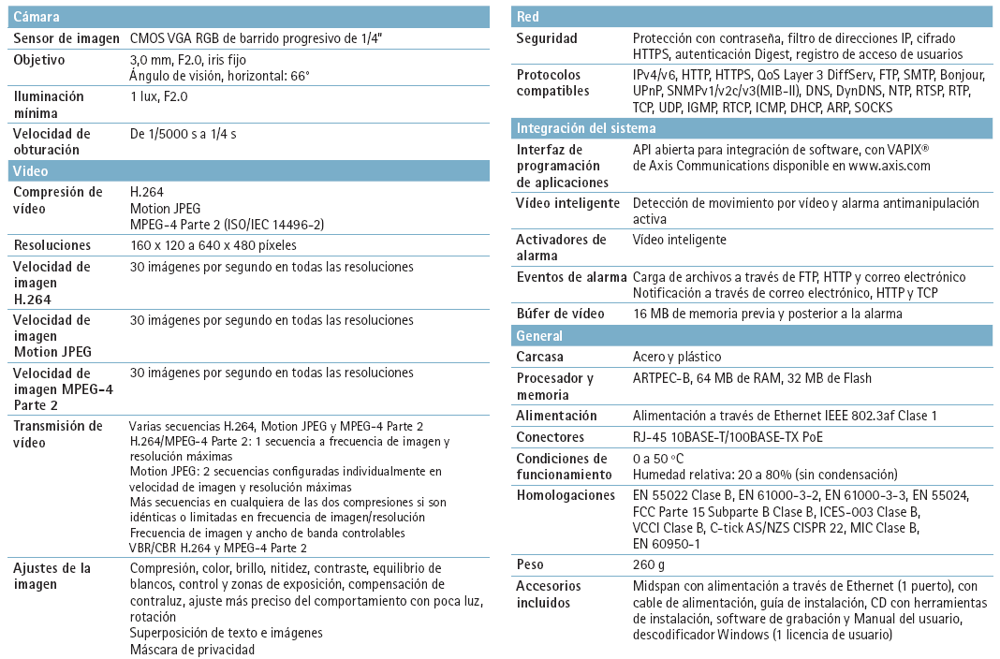 Cámara
Sensor de imagen CMOS VGA RGB de barrido progresivo de 1/4"
Objetivo 3,0 mm, F2.0, iris fijo
Ángulo de visión, horizontal: 66°
Iluminación 1 lux, F2.0
mínima
Velocidad de De 1/5000 s a 1/4 s
obturación
Video
Compresión de H.264
vídeo Motion JPEG
MPEG-4 Parte 2 (ISO/IEC 14496-2)
Resoluciones 160 x 120 a 640 x 480 píxeles
Velocidad de 30 imágenes por segundo en todas las resoluciones
imagen
H.264
Velocidad de 30 imágenes por segundo en todas las resoluciones
imagen
Motion JPEG
Velocidad de 30 imágenes por segundo en todas las resoluciones
imagen MPEG-4
Parte 2
Transmisión de Varias secuencias H.264, Motion JPEG y MPEG-4 Parte 2
vídeo H.264/MPEG-4 Parte 2: 1 secuencia a frecuencia de imagen y
resolución máximas
Motion JPEG: 2 secuencias configuradas individualmente en
velocidad de imagen y resolución máximas
Más secuencias en cualquiera de las dos compresiones si son
idénticas o limitadas en frecuencia de imagen/resolución
Frecuencia de imagen y ancho de banda controlables
VBR/CBR H.264 y MPEG-4 Parte 2
Ajustes de la Compresión, color, brillo, nitidez, contraste, equilibrio de
imagen blancos, control y zonas de exposición, compensación de
contraluz, ajuste más preciso del comportamiento con poca luz,
rotación
Superposición de texto e imágenes
Máscara de privacidad
Red
Seguridad Protección con contraseña, filtro de direcciones IP, cifrado
HTTPS, autenticación Digest, registro de acceso de usuarios
Protocolos IPv4/v6, HTTP, HTTPS, QoS Layer 3 DiffServ, FTP, SMTP, Bonjour,
compatibles UPnP, SNMPv1/v2c/v3(MIB-II), DNS, DynDNS, NTP, RTSP, RTP,
TCP, UDP, IGMP, RTCP, ICMP, DHCP, ARP, SOCKS
Integración del sistema
Interfaz de API abierta para integración de software, con VAPIX®
programación de Axis Communications disponible en www.axis.com
de aplicaciones
Vídeo inteligente Detección de movimiento por vídeo y alarma antimanipulación
activa
Activadores de Vídeo inteligente
alarma
Eventos de alarma Carga de archivos a través de FTP, HTTP y correo electrónico
Notificación a través de correo electrónico, HTTP y TCP
Búfer de vídeo 16 MB de memoria previa y posterior a la alarma
General
Carcasa Acero y plástico
Procesador y ARTPEC-B, 64 MB de RAM, 32 MB de Flash
memoria
Alimentación Alimentación a través de Ethernet IEEE 802.3af Clase 1
Conectores RJ-45 10BASE-T/100BASE-TX PoE
Condiciones de 0 a 50 ºC
funcionamiento Humedad relativa: 20 a 80% (sin condensación)
Homologaciones EN 55022 Clase B, EN 61000-3-2, EN 61000-3-3, EN 55024,
FCC Parte 15 Subparte B Clase B, ICES-003 Clase B,
VCCI Clase B, C-tick AS/NZS CISPR 22, MIC Clase B,
EN 60950-1
Peso 260 g
Accesorios Midspan con alimentación a través de Ethernet (1 puerto), con
incluidos cable de alimentación, guía de instalación, CD con herramientas
de instalación, software de grabación y Manual del usuario,
descodificador Windows (1 licencia de usuario)